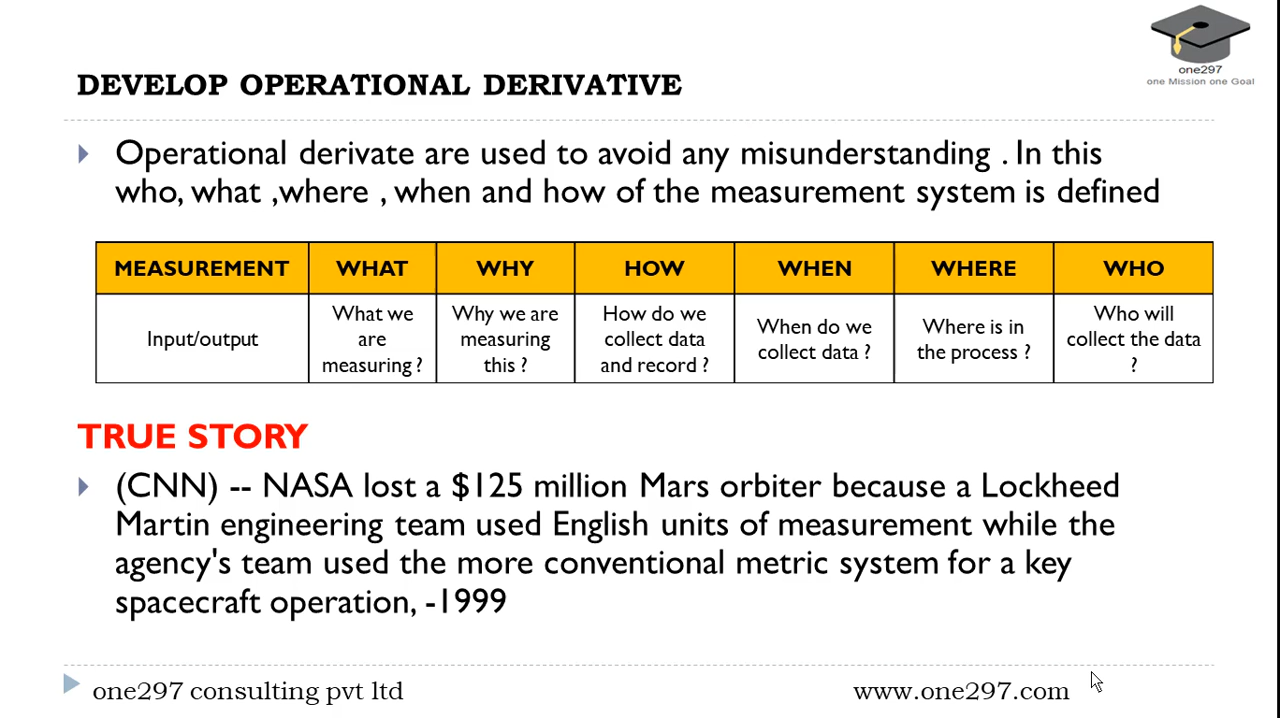 one297
one Mission one Goal
DEVELOP OPERATIONAL DERIVATIVE
Operational derivate are used to avoid any misunderstanding . In this
who, what ,where , when and how of the measurement system is defined
MEASUREMENT WHAT WHY HOW WHEN WHERE WHO
Input/output
What we
are
measuring ?
Why we are
measuring
this ?
How do we
collect data
and record ?
When do we
collect data ?
Where is in
the process ?
Who will
collect the data
?
TRUE STORY
(CNN) -- NASA lost a $125 million Mars orbiter because a Lockheed
Martin engineering team used English units of measurement while the
agency's team used the more conventional metric system for a key
spacecraft operation, -1999
one297 consulting pvt ltd
www.one297.com